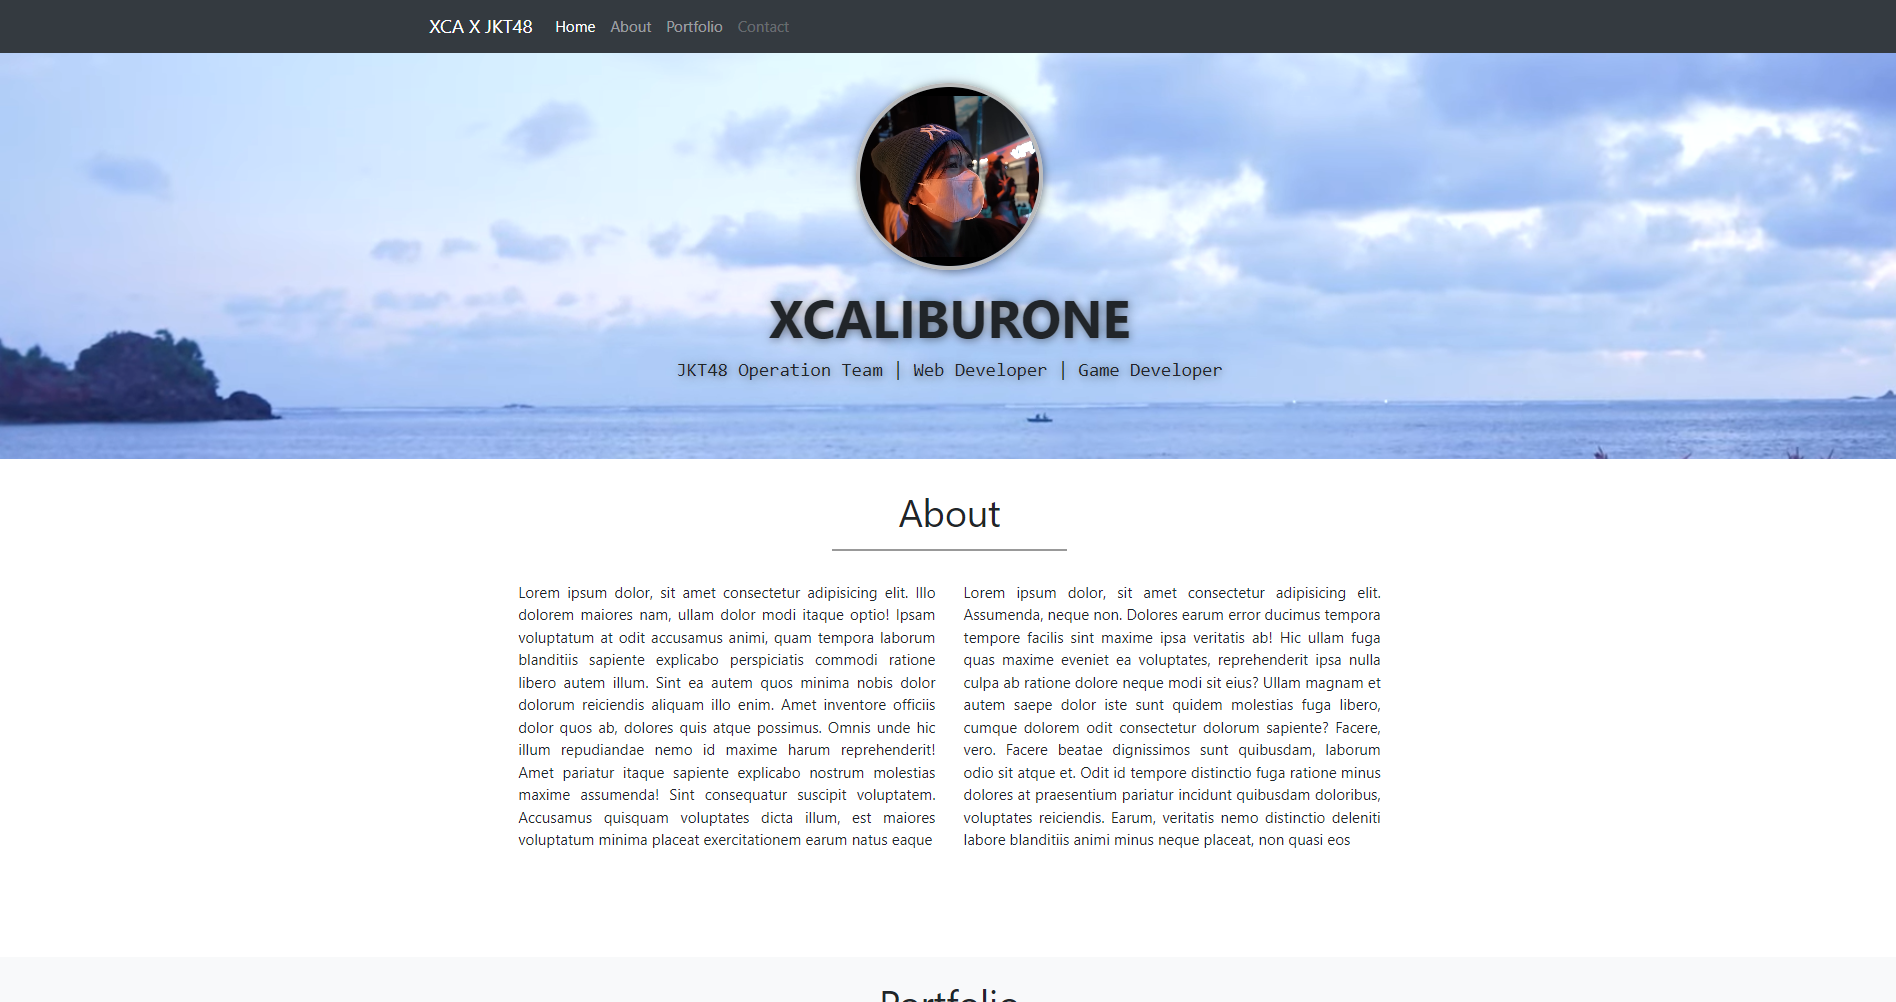 XCA X JKT48 Home About Portfolio Contact
XCALIBURONE
JKT48 Operation Team | Web Developer | Game Developer
About
Lorem ipsum dolor, sit amet consectetur adipisicing elit. Illo
dolorem maiores nam, ullam dolor modi itaque optio! Ipsam
voluptatum at odit accusamus animi, quam tempora laborum
blanditiis sapiente explicabo perspiciatis commodi ratione
libero autem illum. Sint ea autem quos minima nobis dolor
dolorum reiciendis aliquam illo enim. Amet inventore officiis
dolor quos ab, dolores quis atque possimus. Omnis unde hic
illum repudiandae nemo id maxime harum reprehenderit!
Amet pariatur itaque sapiente explicabo nostrum molestias
maxime assumenda! Sint consequatur suscipit voluptatem.
Accusamus quisquam voluptates dicta illum, est maiores
voluptatum minima placeat exercitationem earum natus eaque
Lorem ipsum dolor, sit amet consectetur adipisicing elit.
Assumenda, neque non. Dolores earum error ducimus tempora
tempore facilis sint maxime ipsa veritatis ab! Hic ullam fuga
quas maxime eveniet ea voluptates, reprehenderit ipsa nulla
culpa ab ratione dolore neque modi sit eius? Ullam magnam et
autem saepe dolor iste sunt quidem molestias fuga libero,
cumque dolorem odit consectetur dolorum sapiente? Facere,
vero. Facere beatae dignissimos sunt quibusdam, laborum
odio sit atque et. Odit id tempore distinctio fuga ratione minus
dolores at praesentium pariatur incidunt quibusdam doloribus,
voluptates reiciendis. Earum, veritatis nemo distinctio deleniti
labore blanditiis animi minus neque placeat, non quasi eos
Portfolio